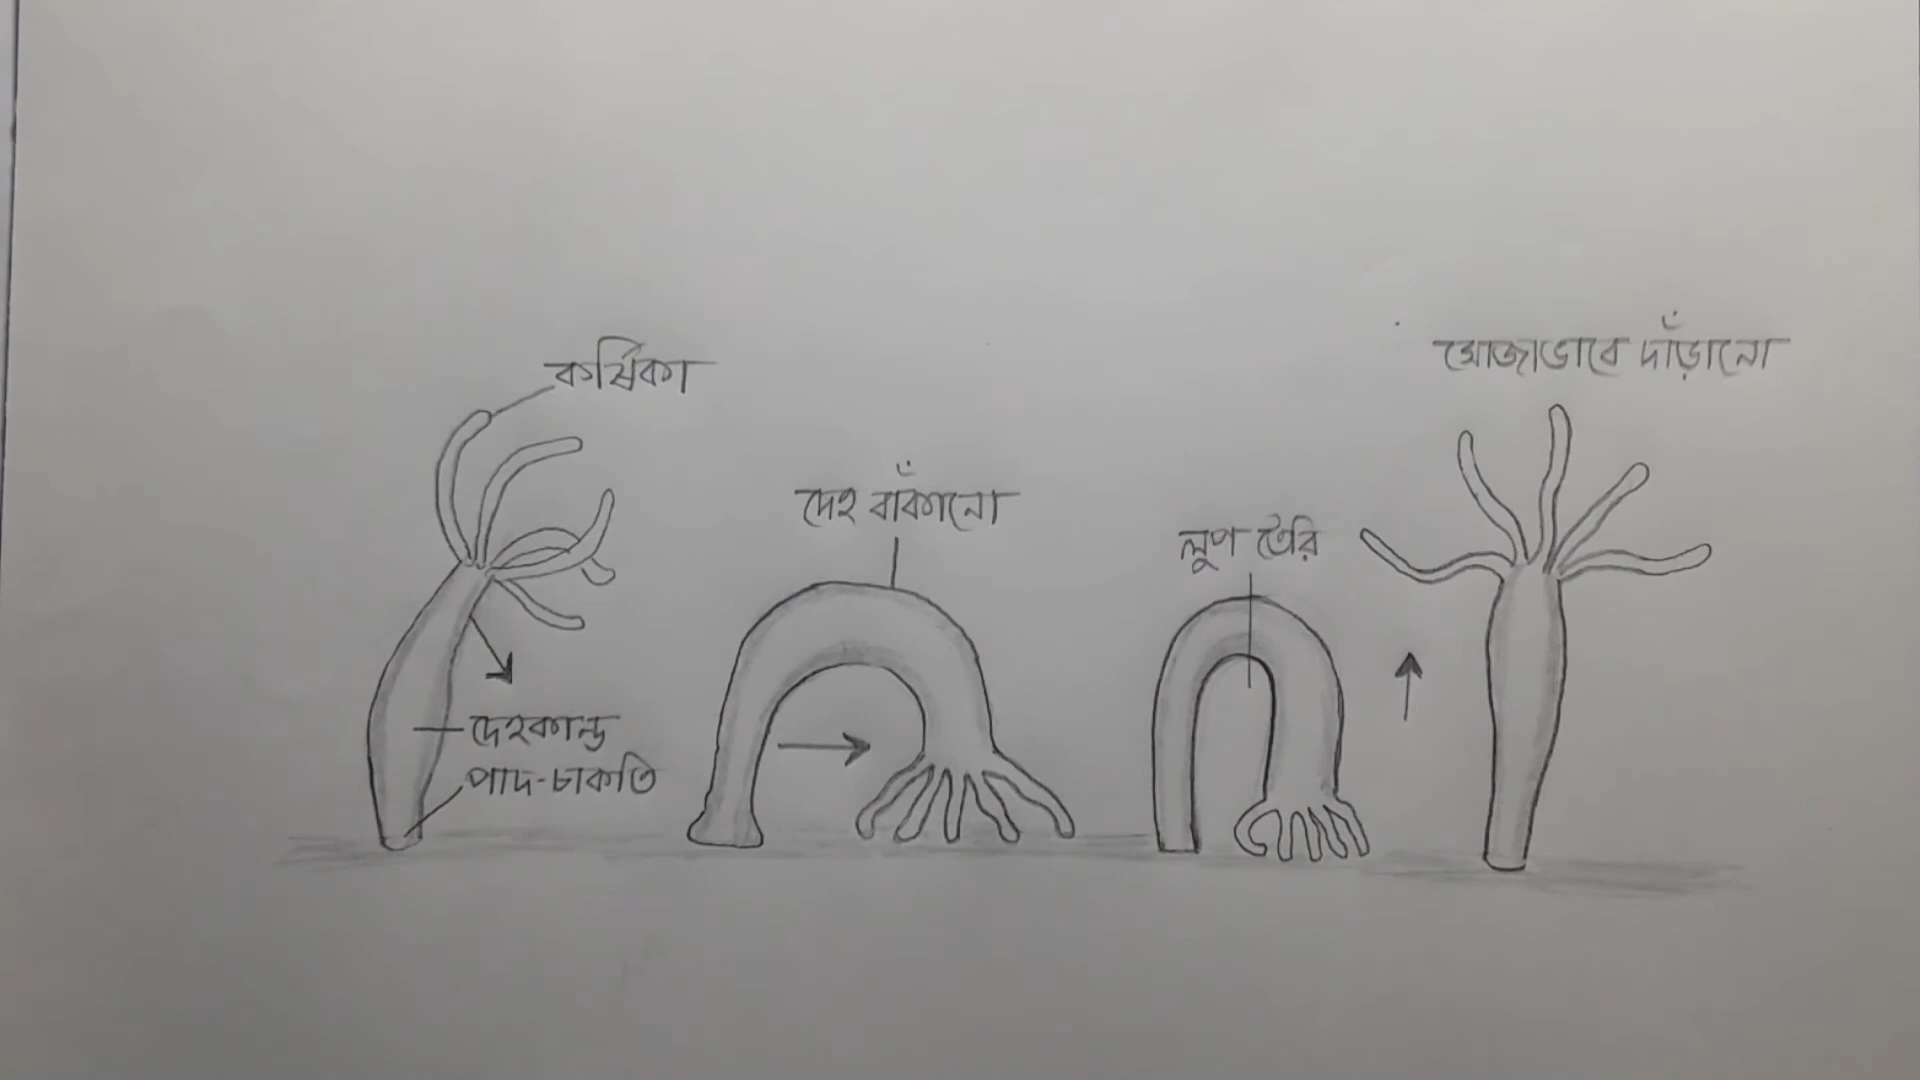 কর্ষিকা
সোজাভাবে দাঁড়ানো
দেহ বাঁকানো
লুপ তৈরি
দেহকান্ড
পাদ-চাকতি